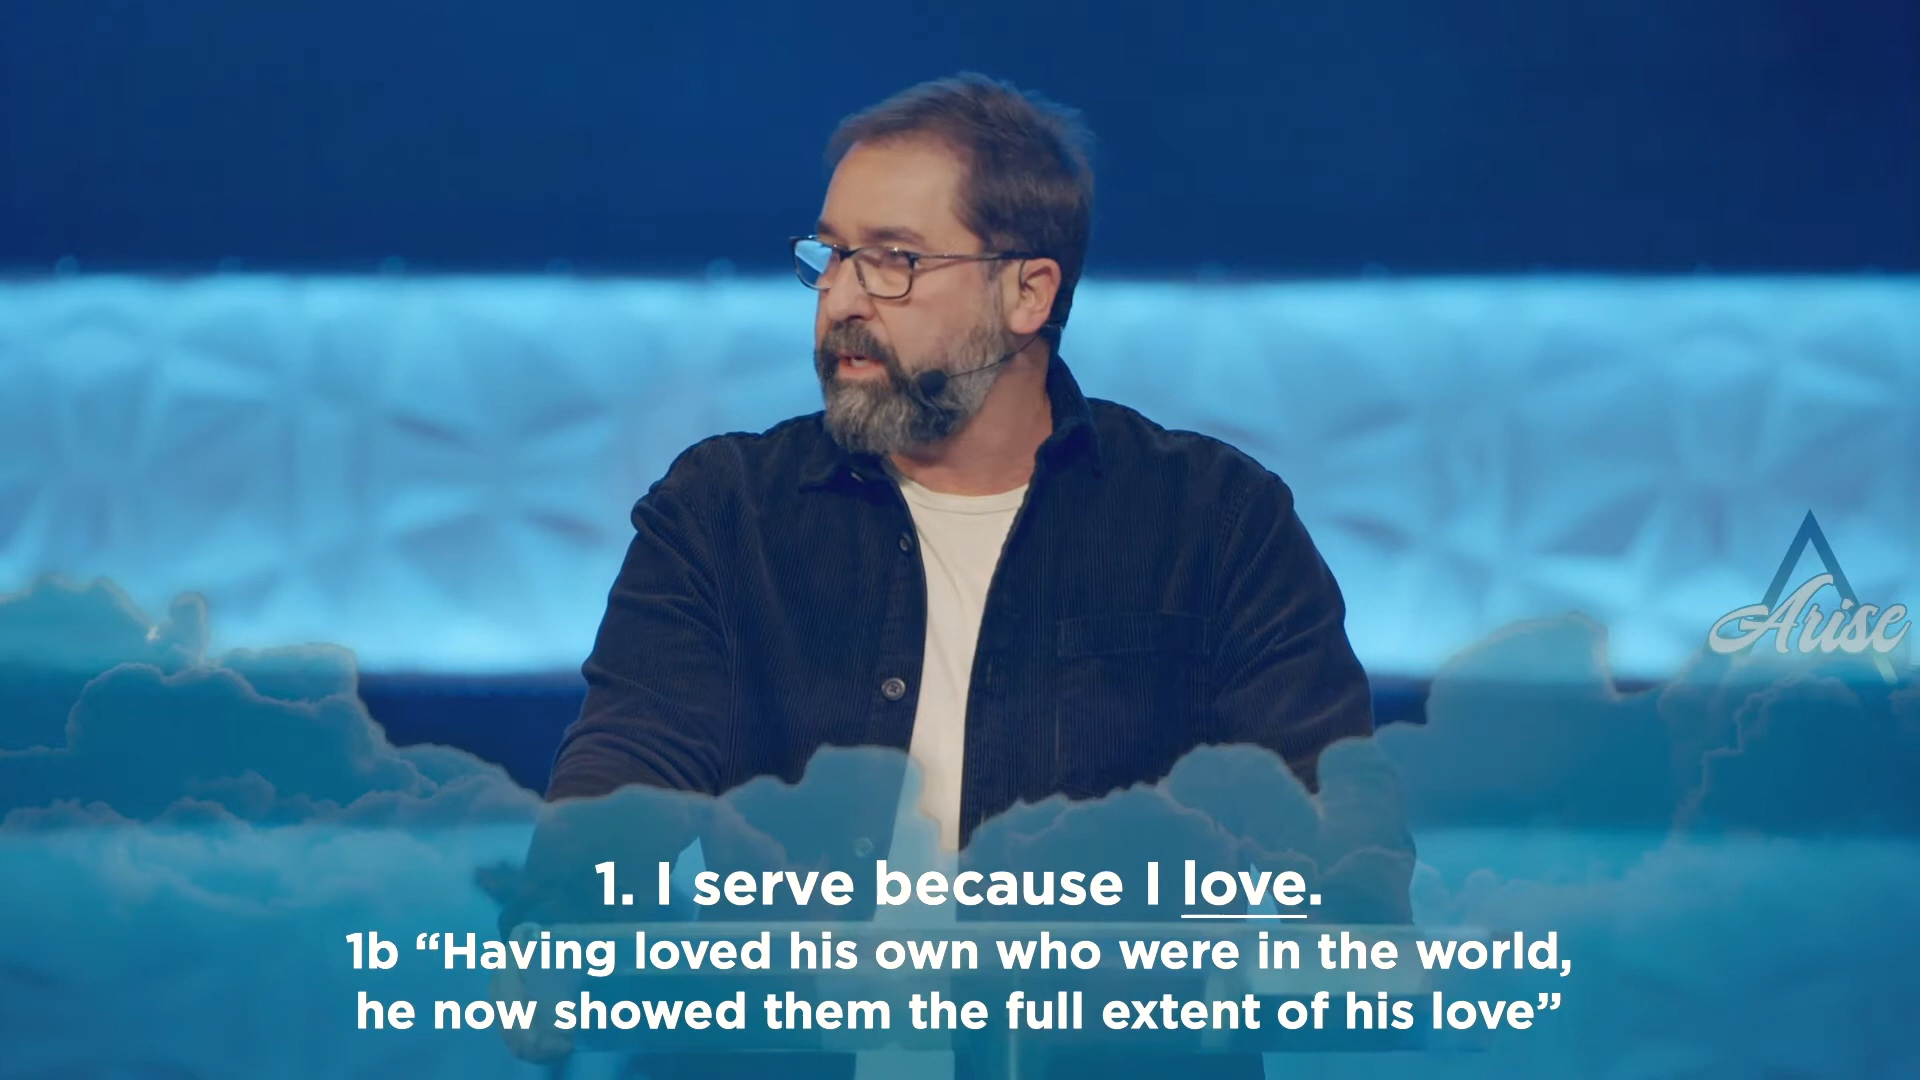 Arise
1. I serve because I love.
1b “Having loved his own who were in the world,
he now showed them the full extent of his love”